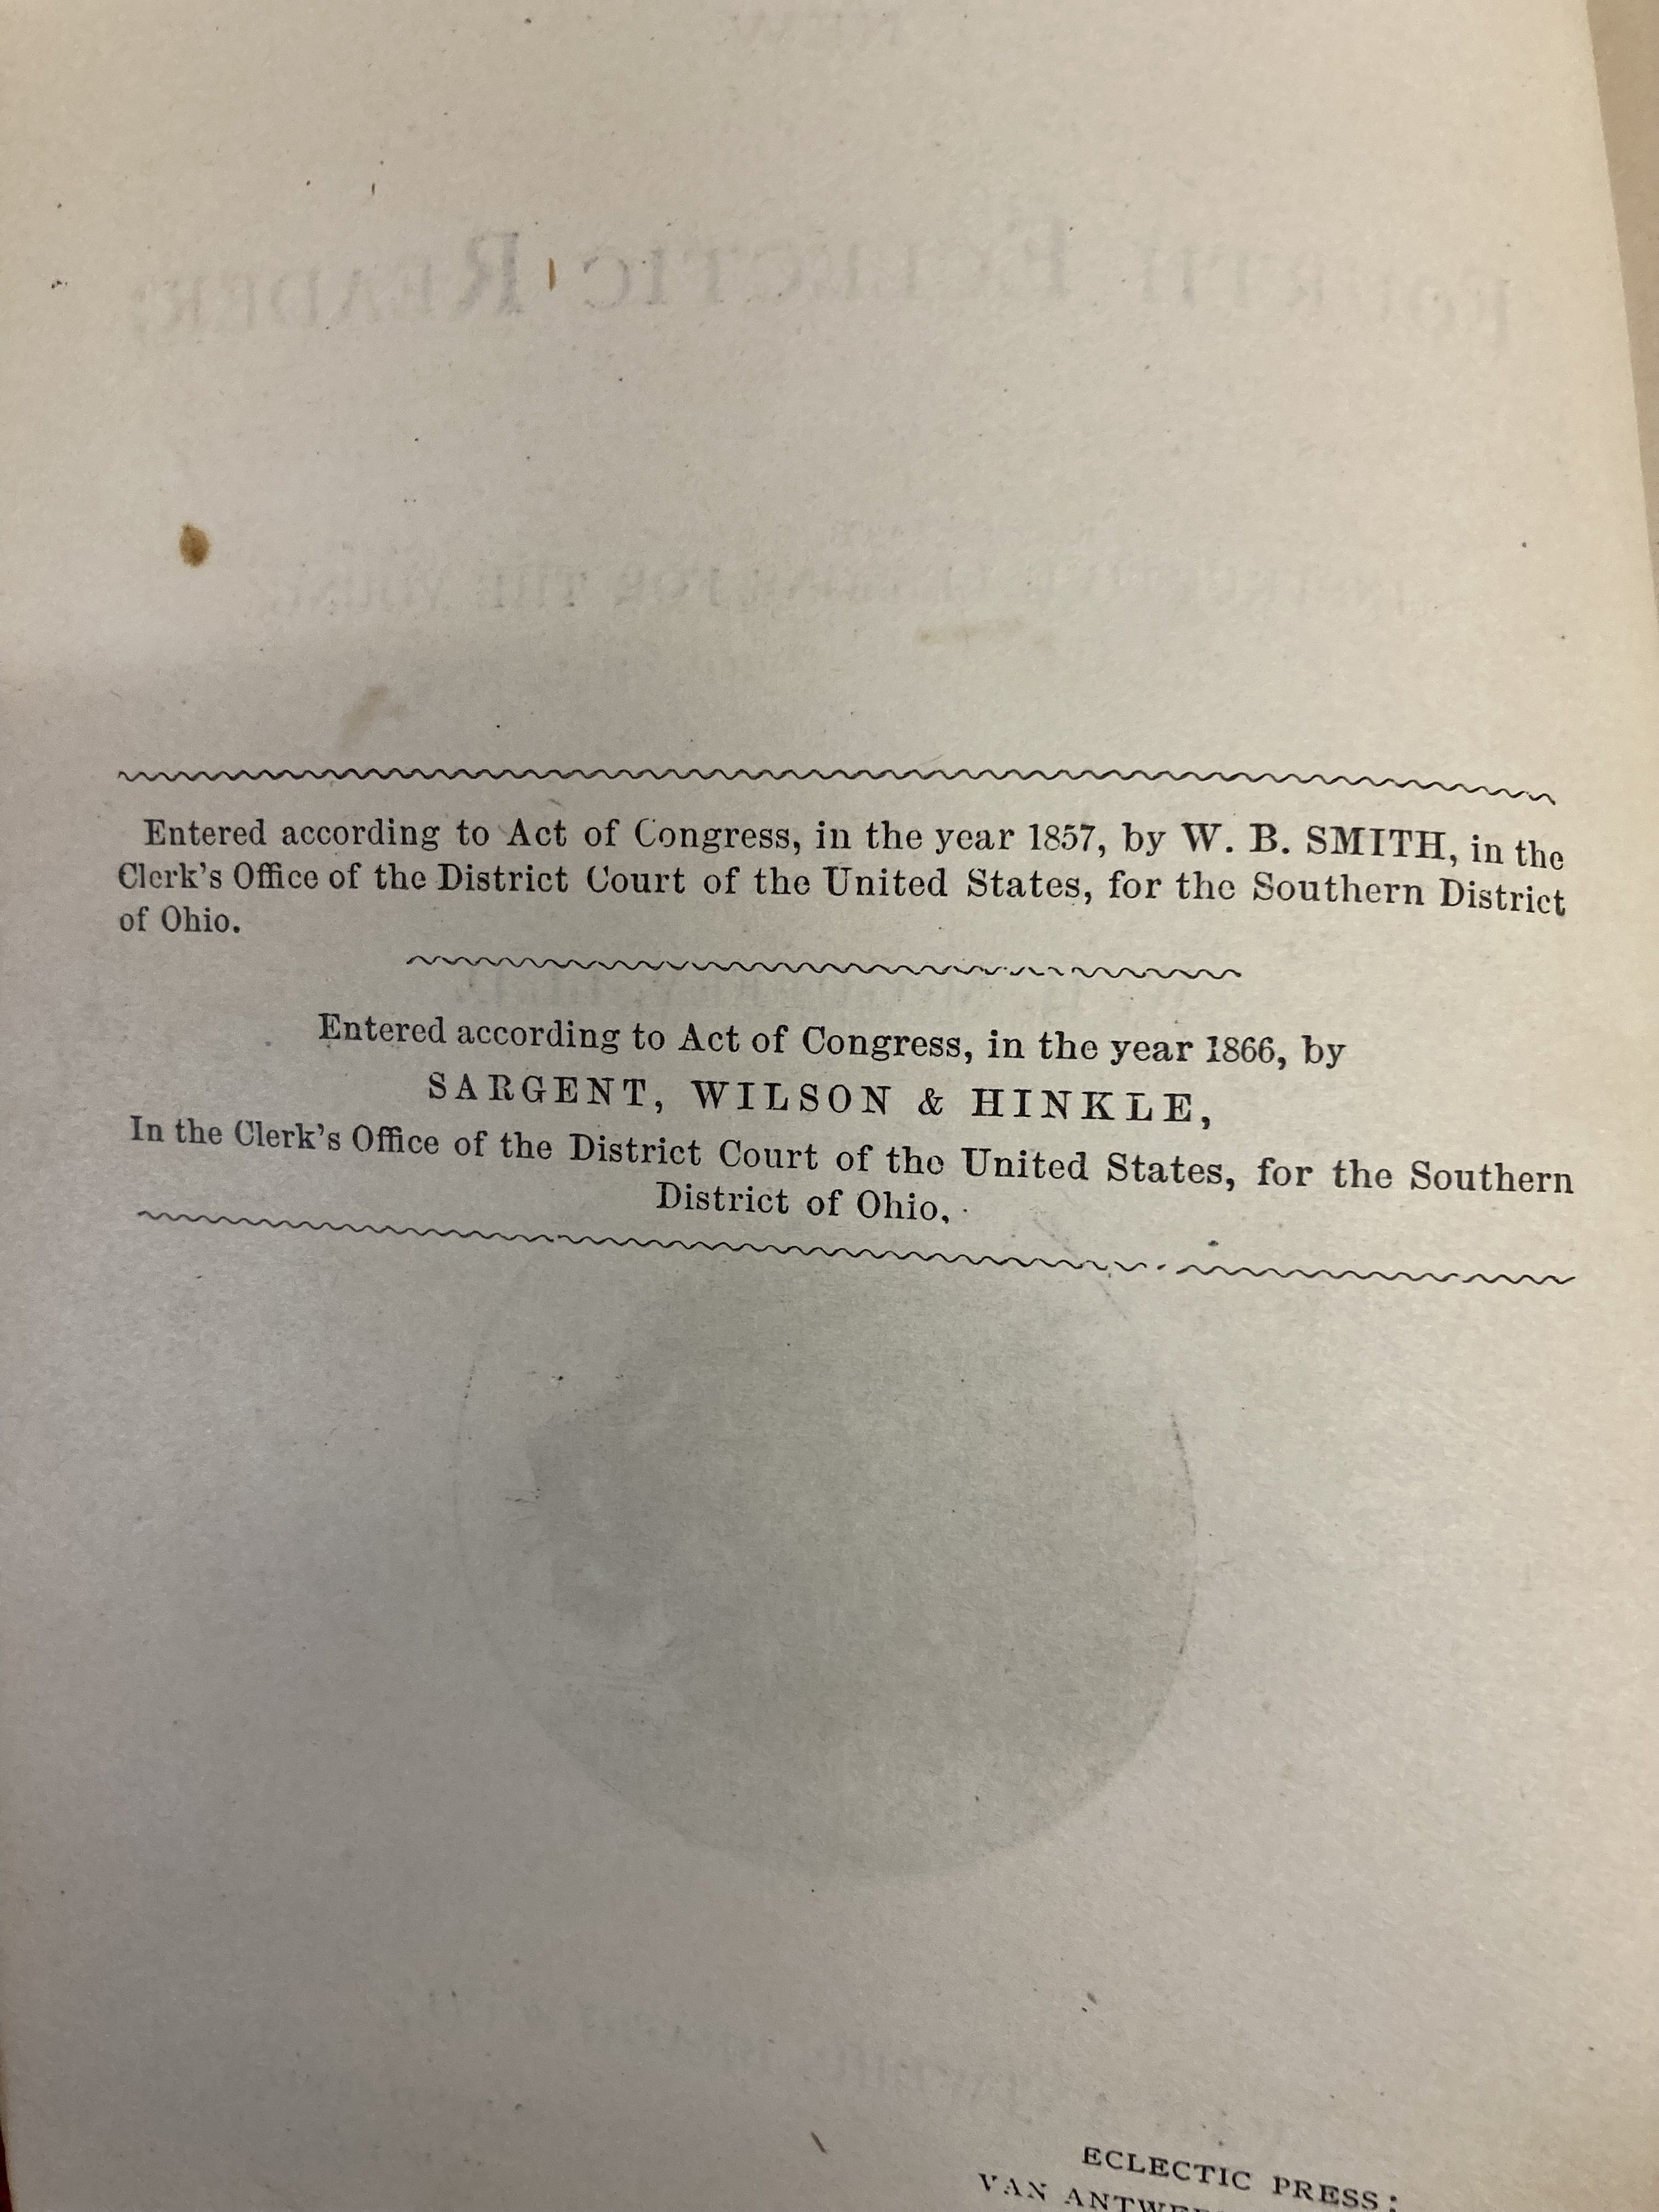 Entered according to Act of Congress, in the year 1857, by W. B. SMITH, in the
Clerk's Office of the District Court of the United States, for the Southern District
of Ohio.
Entered according to Act of Congress, in the year 1866, by
SARGENT, WILSON & HINKLE,
In the Clerk's Office of the District Court of the United States, for the Southern
District of Ohio.
ECLECTIC PRESS:
VAN